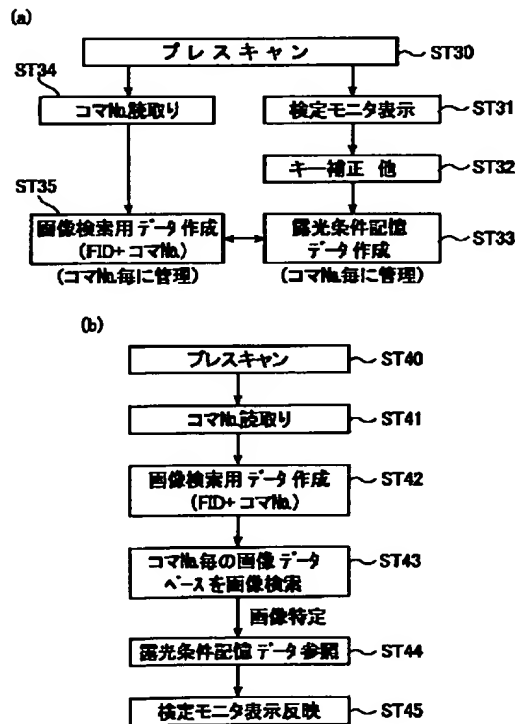 (a)
プレスキャン
ST30
ST34
コマNo.読取り
検定モニタ表示
ST31
キー補正 他
ST32
ST35
画像検索用データ作成
(FID+コマNo.)
(コマNo.毎に管理)
露光条件記憶
データ作成
ST33
(コマNo.毎に管理)
(b)
プレスキャン
ST40
コマNo.読取り
ST41
画像検索用データ作成
(FID+コマNo.)
ST42
コマNo.毎の画像データ
ベースを画像検索
ST43
画像特定
露光条件記憶データ参照
ST44
検定モニタ表示反映
ST45